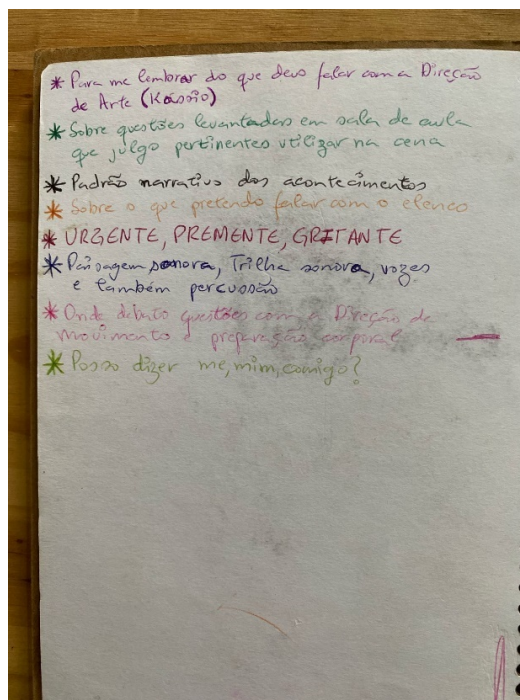 * Para me lembrar do que devo falar com a Direção
de Arte (Kássio)
* Sobre questões levantadas em sala de aula
que julgo pertinentes utilizar na cena
* Padrão narrativo dos acontecimentos
* Sobre o que pretendo falar com o elenco
* URGENTE, PREMENTE, GRITANTE
* Paisagem sonora, Trilha sonora, vozes
e também percussão
* Onde debato questões com a Direção de
movimento e preparação corporal
* Posso dizer me, mim, comigo?